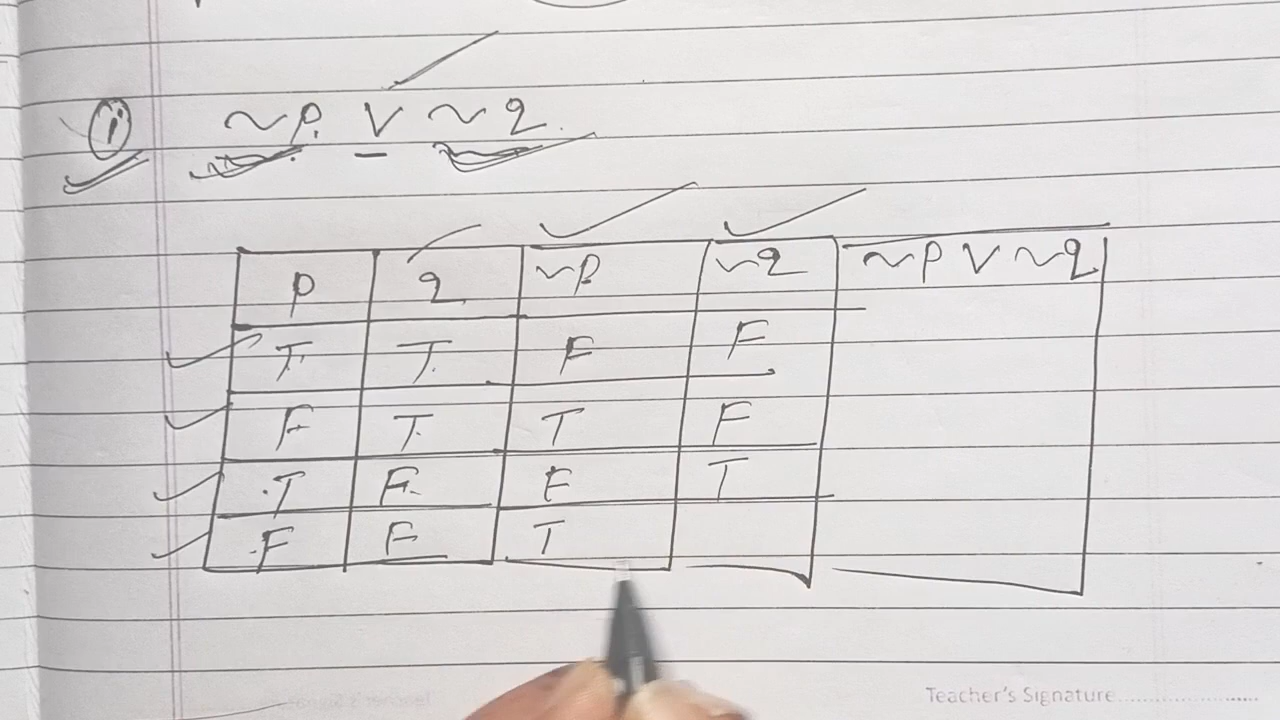 (i) ~p V ~q
p q ~p ~q ~p V ~q
T T F F
F T T F
T F F T
F F T
Teacher's Signature